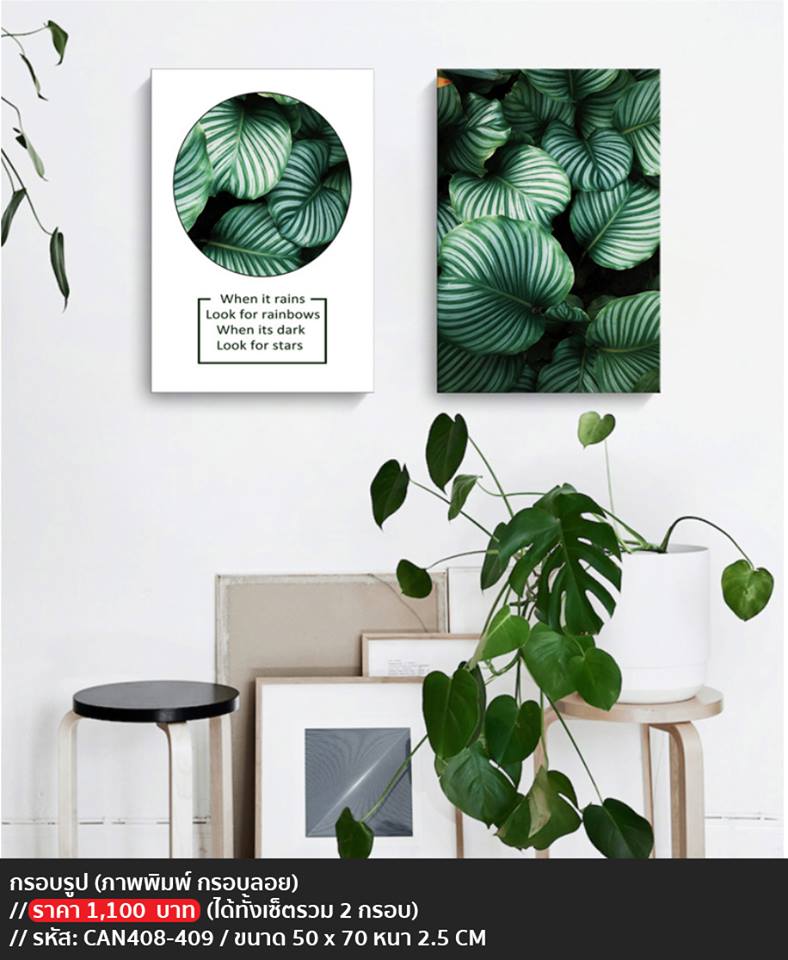 When it rains
Look for rainbows
When its dark
Look for stars
กรอบรูป (ภาพพิมพ์ กรอบลอย)
// ราคา 1,100 บาท (ได้ทั้งเซ็ตรวม 2 กรอบ)
// รหัส: CAN408-409 / ขนาด 50 x 70 หนา 2.5 CM